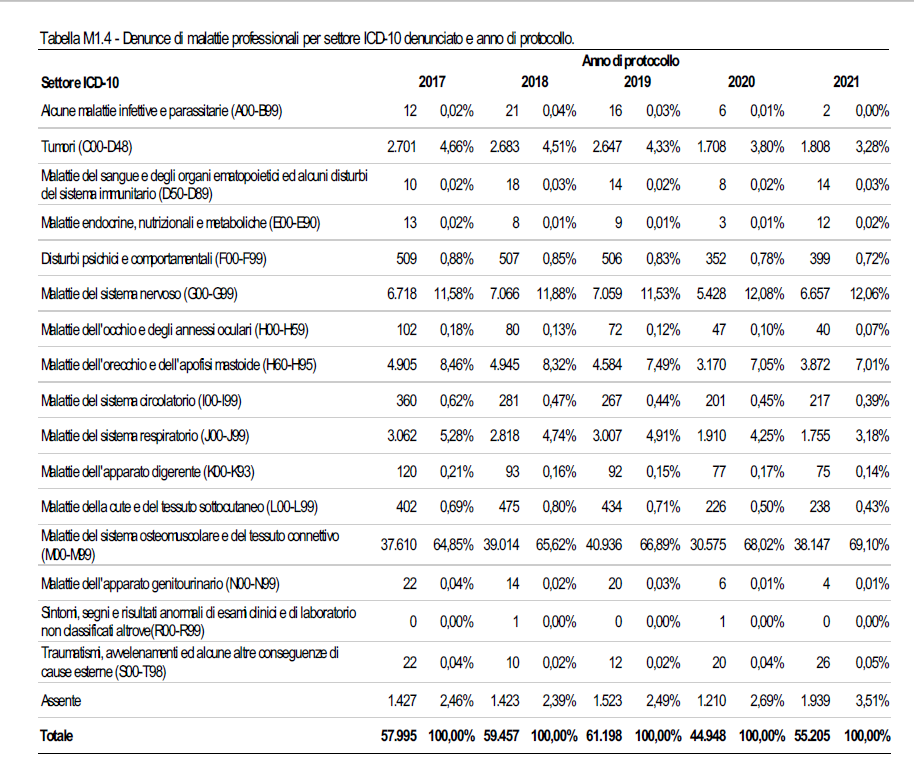 Tabella M1.4 - Denunce di malattie professionali per settore ICD-10 denunciato e anno di protocollo.
Anno di protocollo
Settore ICD-10 2017 2018 2019 2020 2021
Alcune malattie infettive e parassitarie (A00-B99) 12 0,02% 21 0,04% 16 0,03% 6 0,01% 2 0,00%
Tumori (C00-D48) 2.701 4,66% 2.683 4,51% 2.647 4,33% 1.708 3,80% 1.808 3,28%
Malattie del sangue e degli organi ematopoietici ed alcuni disturbi
del sistema immunitario (D50-D89) 10 0,02% 18 0,03% 14 0,02% 8 0,02% 14 0,03%
Malattie endocrine, nutrizionali e metaboliche (E00-E90) 13 0,02% 8 0,01% 9 0,01% 3 0,01% 12 0,02%
Disturbi psichici e comportamentali (F00-F99) 509 0,88% 507 0,85% 506 0,83% 352 0,78% 399 0,72%
Malattie del sistema nervoso (G00-G99) 6.718 11,58% 7.066 11,88% 7.059 11,53% 5.428 12,08% 6.657 12,06%
Malattie dell'occhio e degli annessi oculari (H00-H59) 102 0,18% 80 0,13% 72 0,12% 47 0,10% 40 0,07%
Malattie dell'orecchio e dell'apofisi mastoide (H60-H95) 4.905 8,46% 4.945 8,32% 4.584 7,49% 3.170 7,05% 3.872 7,01%
Malattie del sistema circolatorio (I00-I99) 360 0,62% 281 0,47% 267 0,44% 201 0,45% 217 0,39%
Malattie del sistema respiratorio (J00-J99) 3.062 5,28% 2.818 4,74% 3.007 4,91% 1.910 4,25% 1.755 3,18%
Malattie dell'apparato digerente (K00-K93) 120 0,21% 93 0,16% 92 0,15% 77 0,17% 75 0,14%
Malattie della cute e del tessuto sottocutaneo (L00-L99) 402 0,69% 475 0,80% 434 0,71% 226 0,50% 238 0,43%
Malattie del sistema osteomuscolare e del tessuto connettivo
(M00-M99) 37.610 64,85% 39.014 65,62% 40.936 66,89% 30.575 68,02% 38.147 69,10%
Malattie dell'apparato genitourinario (N00-N99) 22 0,04% 14 0,02% 20 0,03% 6 0,01% 4 0,01%
Sintomi, segni e risultati anormali di esami clinici e di laboratorio
non classificati altrove(R00-R99) 0 0,00% 1 0,00% 0 0,00% 1 0,00% 0 0,00%
Traumatismi, avvelenamenti ed alcune altre conseguenze di
cause esterne (S00-T98) 22 0,04% 10 0,02% 12 0,02% 20 0,04% 26 0,05%
Assente 1.427 2,46% 1.423 2,39% 1.523 2,49% 1.210 2,69% 1.939 3,51%
Totale 57.995 100,00% 59.457 100,00% 61.198 100,00% 44.948 100,00% 55.205 100,00%